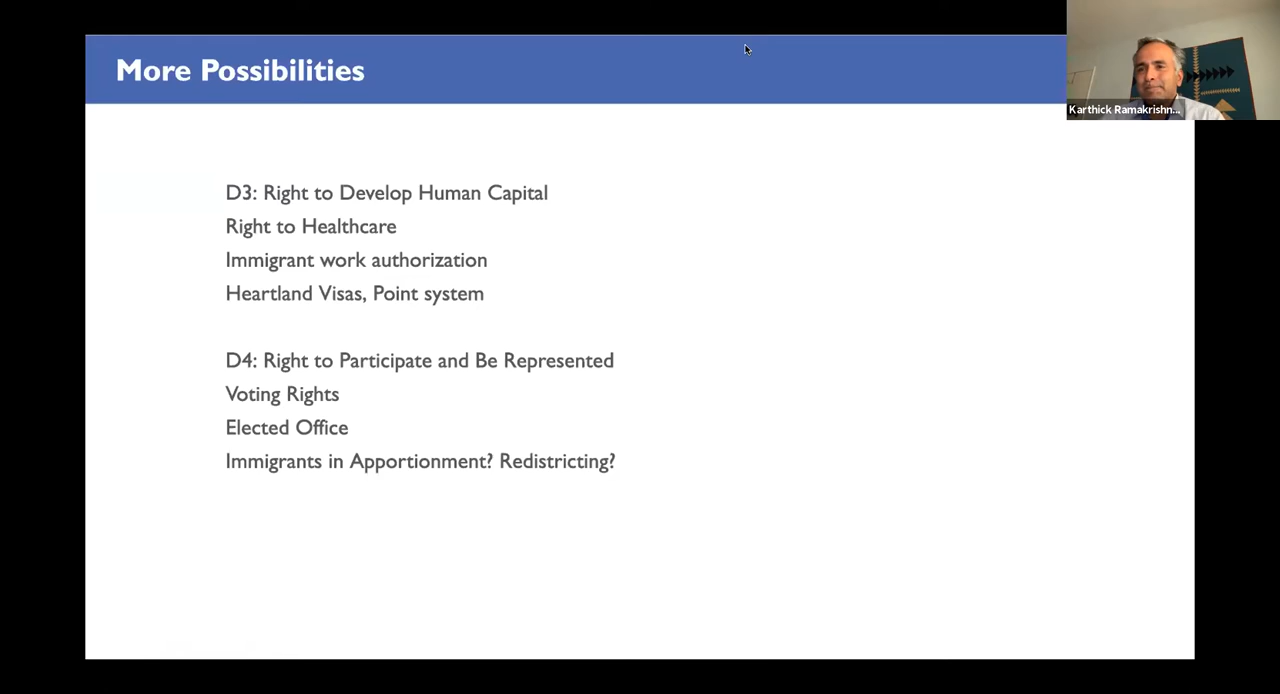 More Possibilities
Karthick Ramakrishn...
D3: Right to Develop Human Capital
Right to Healthcare
Immigrant work authorization
Heartland Visas, Point system
D4: Right to Participate and Be Represented
Voting Rights
Elected Office
Immigrants in Apportionment? Redistricting?